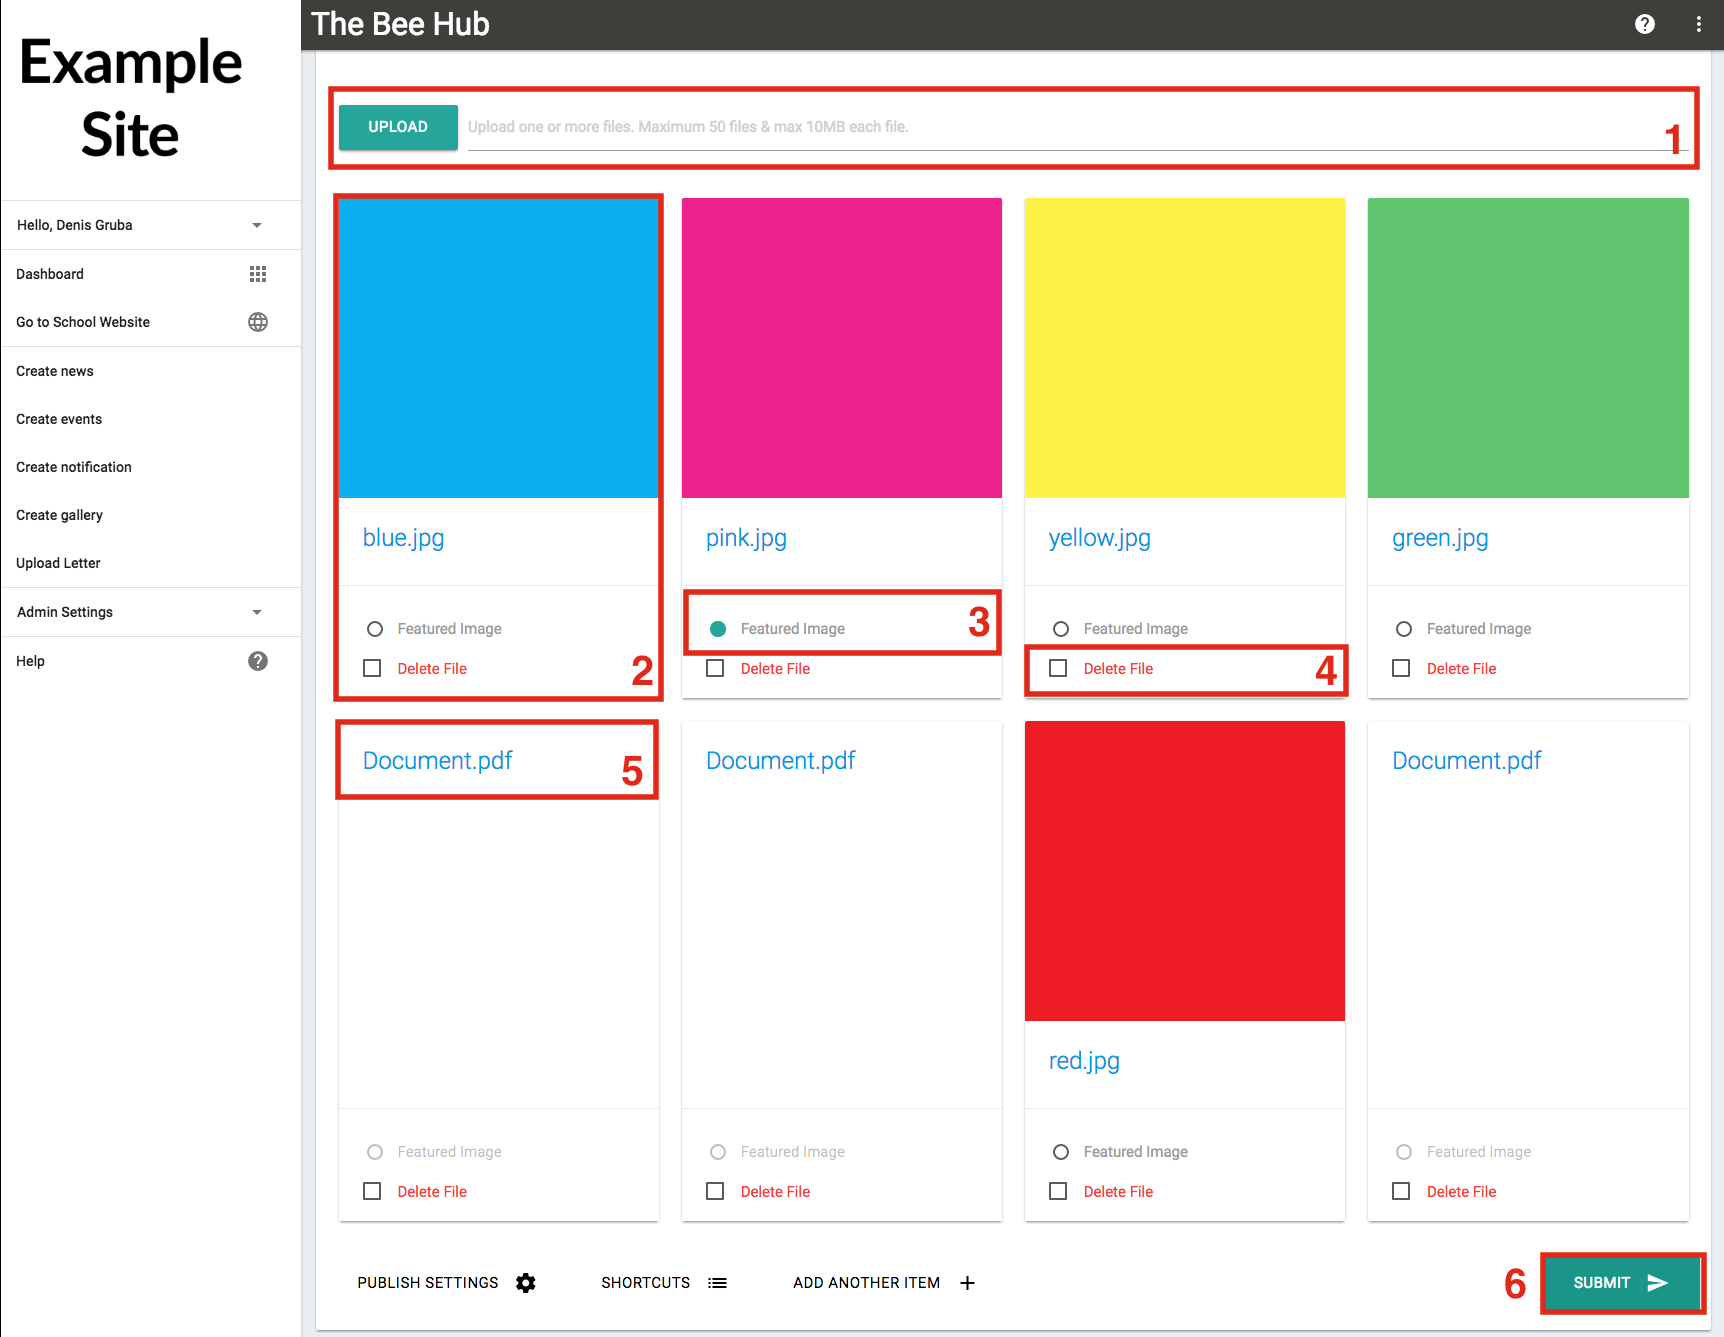 Example
Site
The Bee Hub
Hello, Denis Gruba
Dashboard
Go to School Website
Create news
Create events
Create notification
Create gallery
Upload Letter
Admin Settings
Help
UPLOAD Upload one or more files. Maximum 50 files & max 10MB each file. 1
blue.jpg pink.jpg yellow.jpg green.jpg
Featured Image Featured Image 3 Featured Image Featured Image
Delete File 2 Delete File Delete File 4 Delete File
Document.pdf 5 Document.pdf Document.pdf
red.jpg
Featured Image Featured Image Featured Image Featured Image
Delete File Delete File Delete File Delete File
PUBLISH SETTINGS SHORTCUTS ADD ANOTHER ITEM 6 SUBMIT